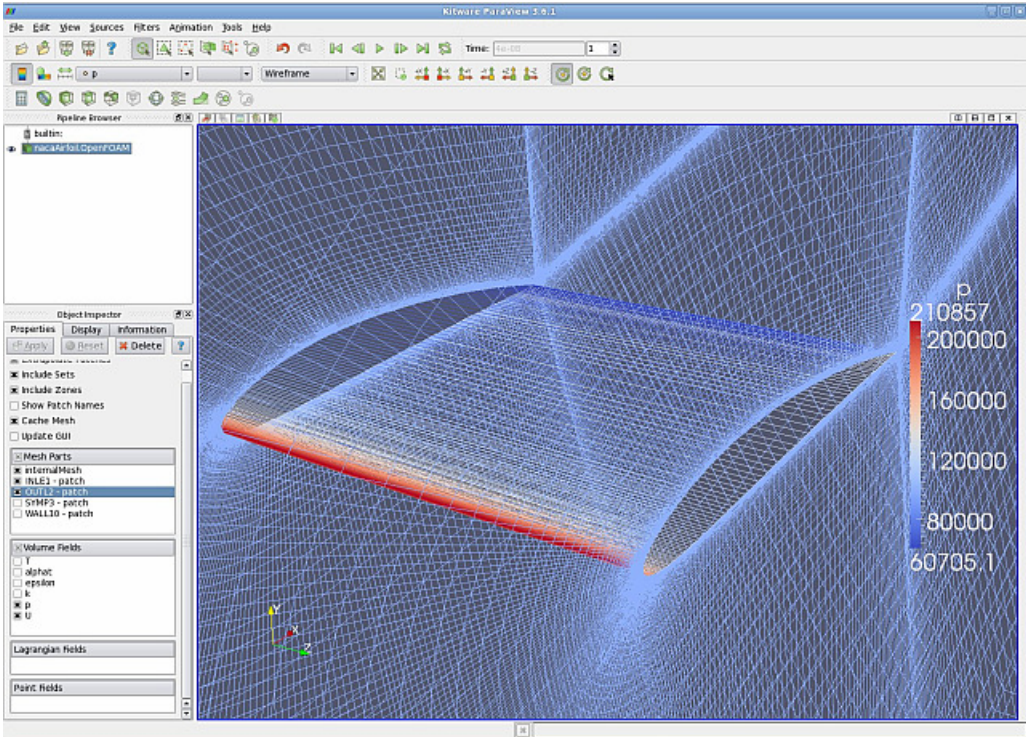 Kitware ParaView 3.6.1
File Edit View Sources Filters Animation Tools Help
Time: 4e-08 1
p Wireframe
Pipeline Browser
builtin:
nacaAirfoil.OpenFOAM
Object Inspector
Properties Display Information
Apply Reset Delete ?
Include Sets
Include Zones
Show Patch Names
Cache Mesh
Update GUI
Mesh Parts
internalMesh
INLE1 - patch
OUTL2 - patch
SYMP3 - patch
WALL10 - patch
Volume Fields
T
alphat
epsilon
k
p
U
Lagrangian Fields
Point Fields
p
210857
200000
160000
120000
80000
60705.1
Y
X
Z